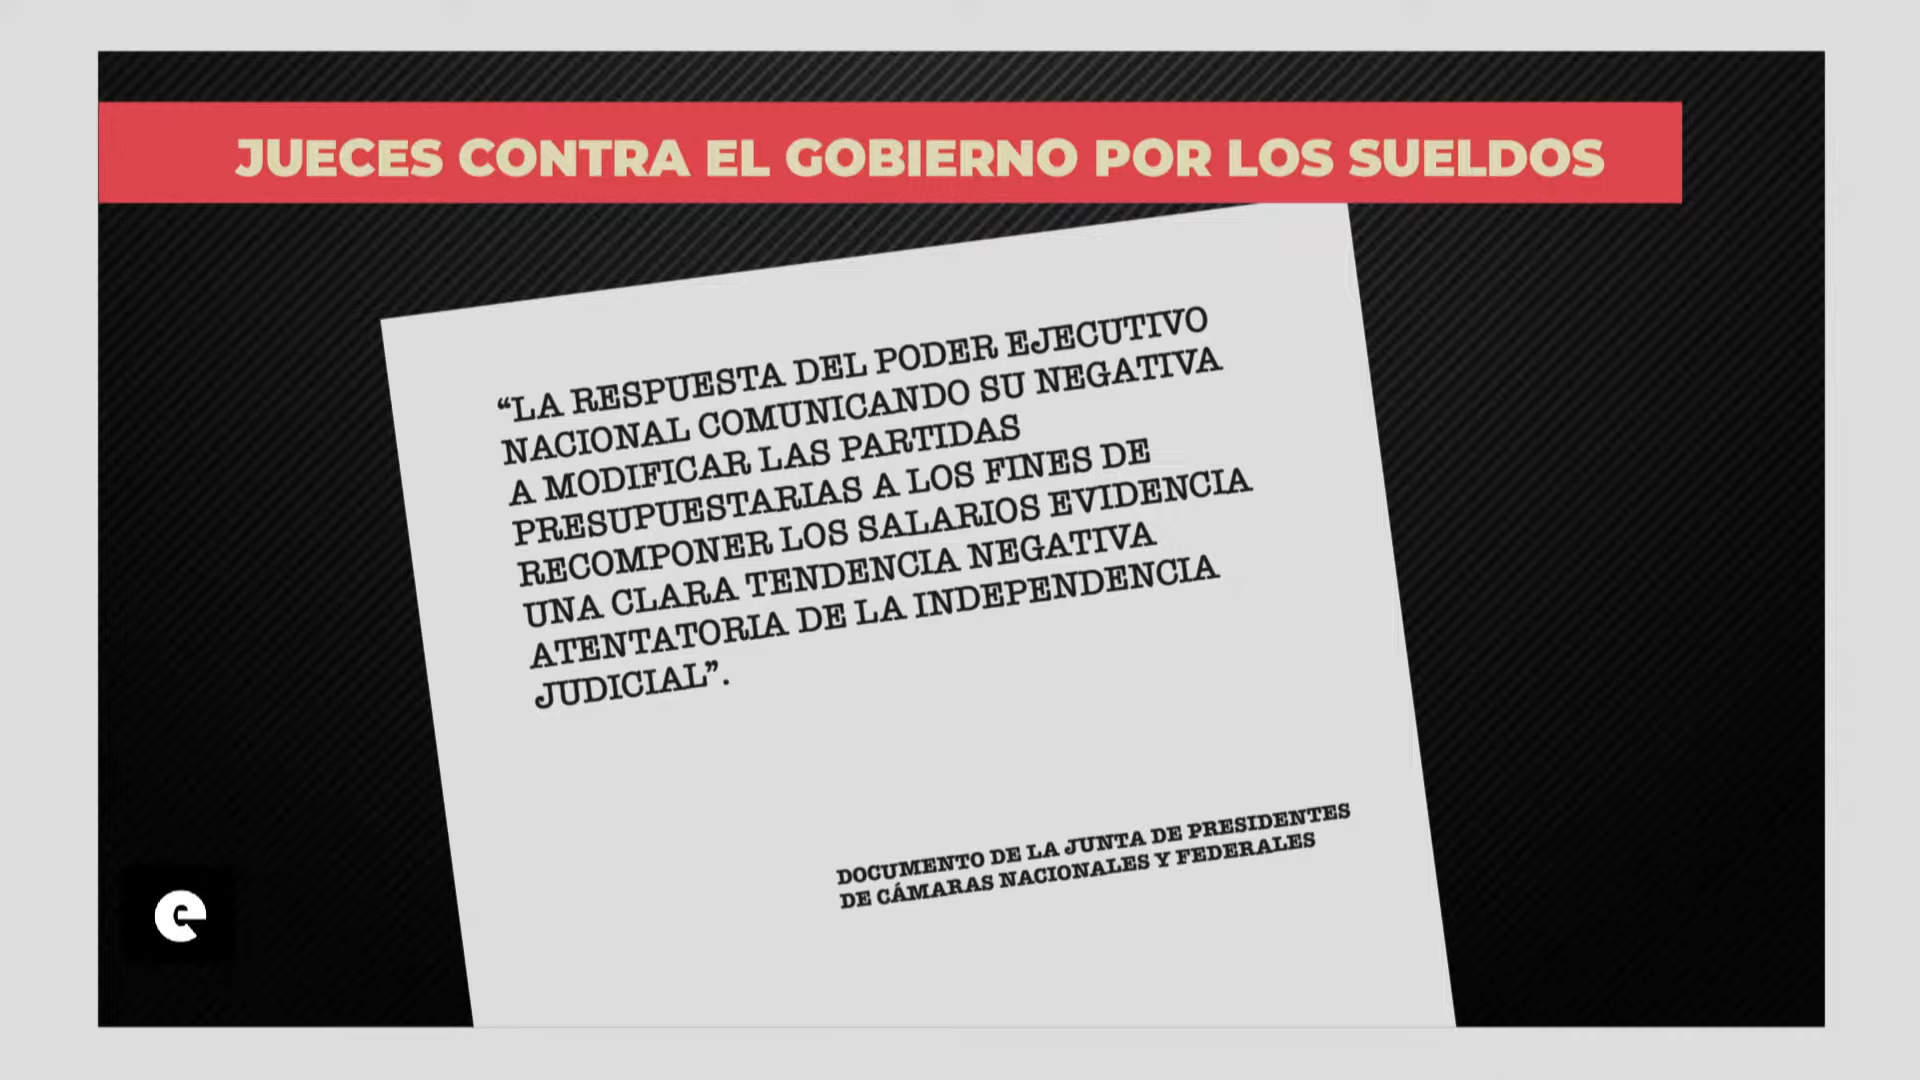 JUECES CONTRA EL GOBIERNO POR LOS SUELDOS
“LA RESPUESTA DEL PODER EJECUTIVO
NACIONAL COMUNICANDO SU NEGATIVA
A MODIFICAR LAS PARTIDAS
PRESUPUESTARIAS A LOS FINES DE
RECOMPONER LOS SALARIOS EVIDENCIA
UNA CLARA TENDENCIA NEGATIVA
ATENTATORIA DE LA INDEPENDENCIA
JUDICIAL”.
DOCUMENTO DE LA JUNTA DE PRESIDENTES
DE CÁMARAS NACIONALES Y FEDERALES
e